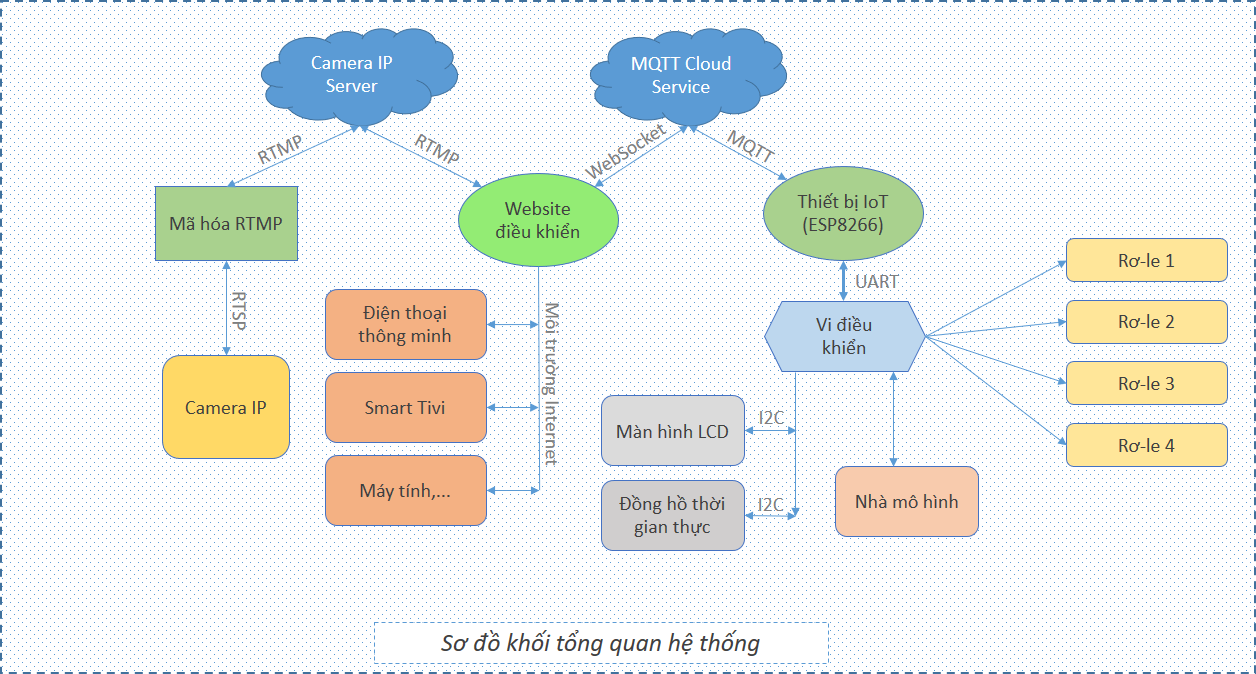 Camera IP
Server
MQTT Cloud
Service
RTMP
RTMP
WebSocket
MQTT
Mã hóa RTMP
Website
điều khiển
Thiết bị IoT
(ESP8266)
RTSP
UART
Môi trường Internet
Điện thoại
thông minh
Smart Tivi
Máy tính,...
Camera IP
Vi điều
khiển
Rơ-le 1
Rơ-le 2
Rơ-le 3
Rơ-le 4
Màn hình LCD
I2C
Đồng hồ thời
gian thực
I2C
Nhà mô hình
Sơ đồ khối tổng quan hệ thống